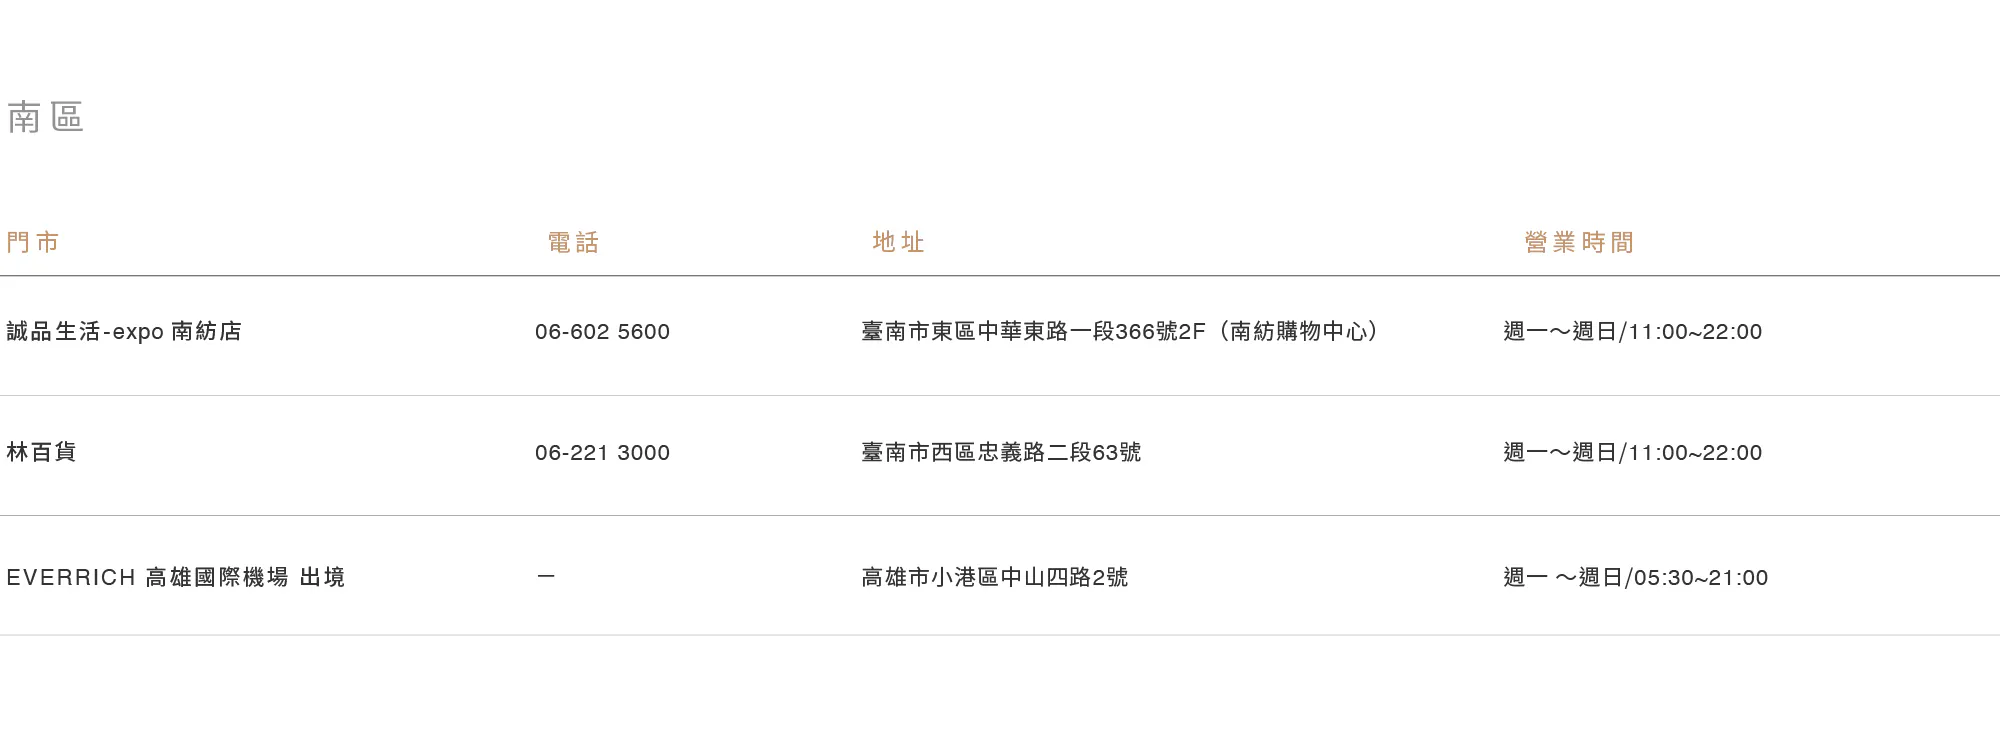 南區
門市 電話 地址 營業時間
誠品生活-expo 南紡店 06-602 5600 臺南市東區中華東路一段366號2F（南紡購物中心） 週一～週日/11:00~22:00
林百貨 06-221 3000 臺南市西區忠義路二段63號 週一～週日/11:00~22:00
EVERRICH 高雄國際機場 出境 － 高雄市小港區中山四路2號 週一 ～週日/05:30~21:00